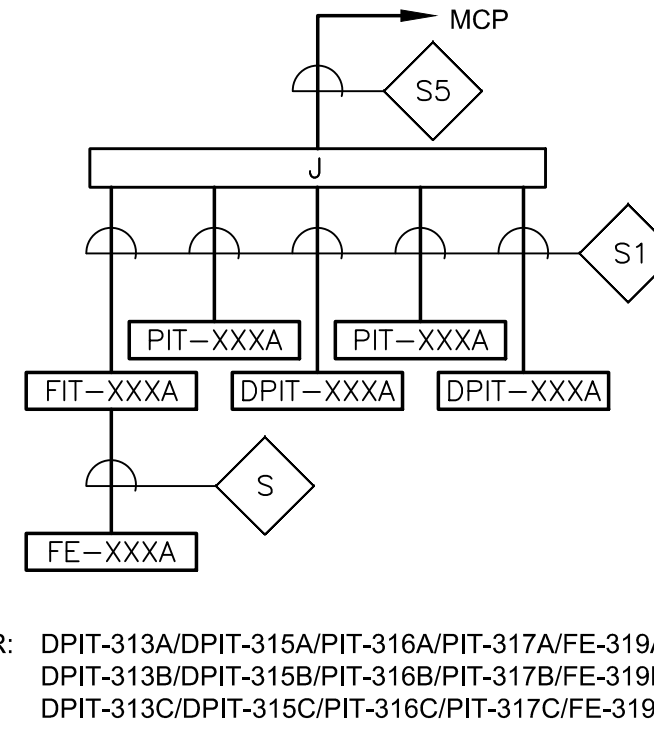 MCP
S5
J
S1
PIT-XXXA PIT-XXXA
FIT-XXXA DPIT-XXXA DPIT-XXXA
S
FE-XXXA
R: DPIT-313A/DPIT-315A/PIT-316A/PIT-317A/FE-319A
DPIT-313B/DPIT-315B/PIT-316B/PIT-317B/FE-319
DPIT-313C/DPIT-315C/PIT-316C/PIT-317C/FE-319